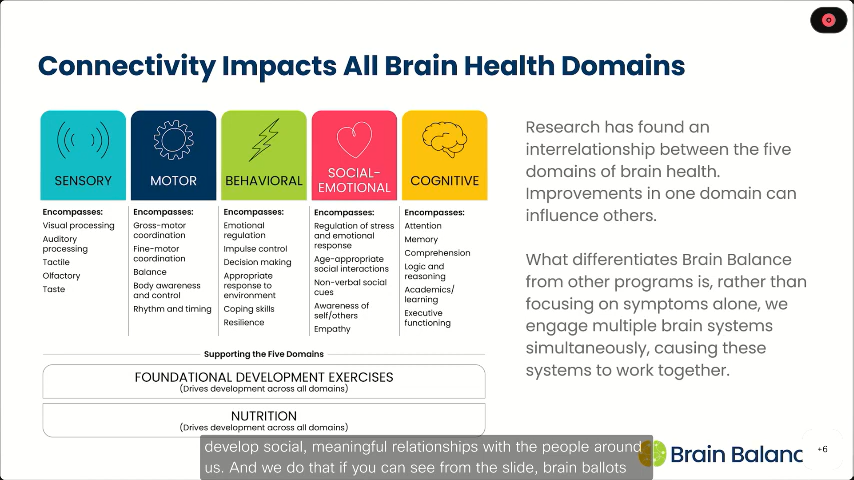 Connectivity Impacts All Brain Health Domains
SENSORY
MOTOR
BEHAVIORAL
SOCIAL-
EMOTIONAL
COGNITIVE
Encompasses:
Visual processing
Auditory
processing
Tactile
Olfactory
Taste
Encompasses:
Gross-motor
coordination
Fine-motor
coordination
Balance
Body awareness
and control
Rhythm and timing
Encompasses:
Emotional
regulation
Impulse control
Decision making
Appropriate
response to
environment
Coping skills
Resilience
Encompasses:
Regulation of stress
and emotional
response
Age-appropriate
social interactions
Non-verbal social
cues
Awareness of
self/others
Empathy
Encompasses:
Attention
Memory
Comprehension
Logic and
reasoning
Academics/
learning
Executive
functioning
Supporting the Five Domains
FOUNDATIONAL DEVELOPMENT EXERCISES
(Drives development across all domains)
NUTRITION
(Drives development across all domains)
Research has found an
interrelationship between the five
domains of brain health.
Improvements in one domain can
influence others.
What differentiates Brain Balance
from other programs is, rather than
focusing on symptoms alone, we
engage multiple brain systems
simultaneously, causing these
systems to work together.
develop social, meaningful relationships with the people around
us. And we do that if you can see from the slide, brain ballots
Brain Balanc
+6